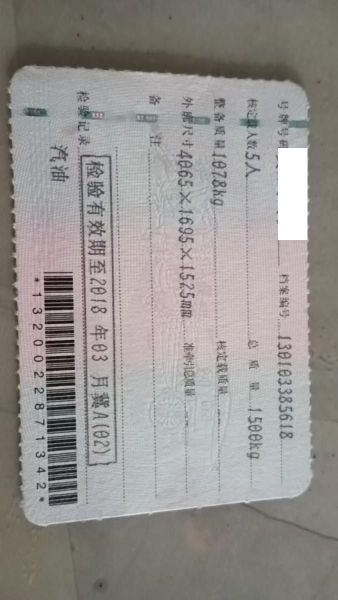 号牌号码 档案编号 130103385618
核定载人数 5人 总质量 1500kg
整备质量 1078kg 核定载质量
外廓尺寸 4065×1695×1525mm 准牵引总质量
备注
检验记录 检验有效期至2018年03月冀A(02)
汽油 *1320022871342*